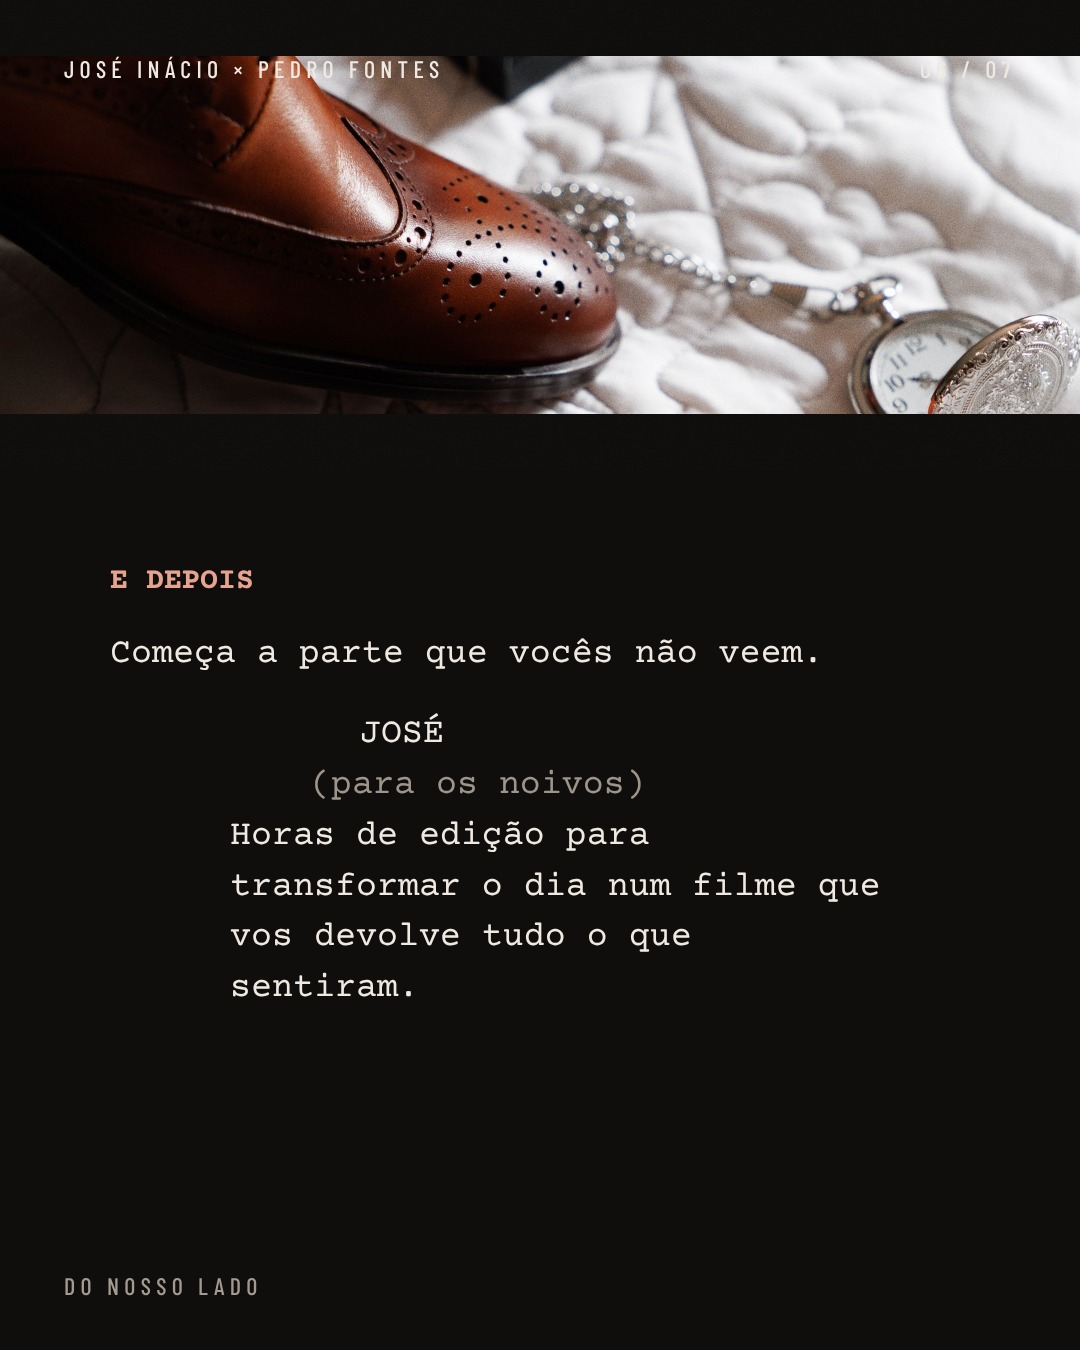 JOSÉ INÁCIO × PEDRO FONTES
/ 07
E DEPOIS
Começa a parte que vocês não veem.
JOSÉ
(para os noivos)
Horas de edição para
transformar o dia num filme que
vos devolve tudo o que
sentiram.
DO NOSSO LADO